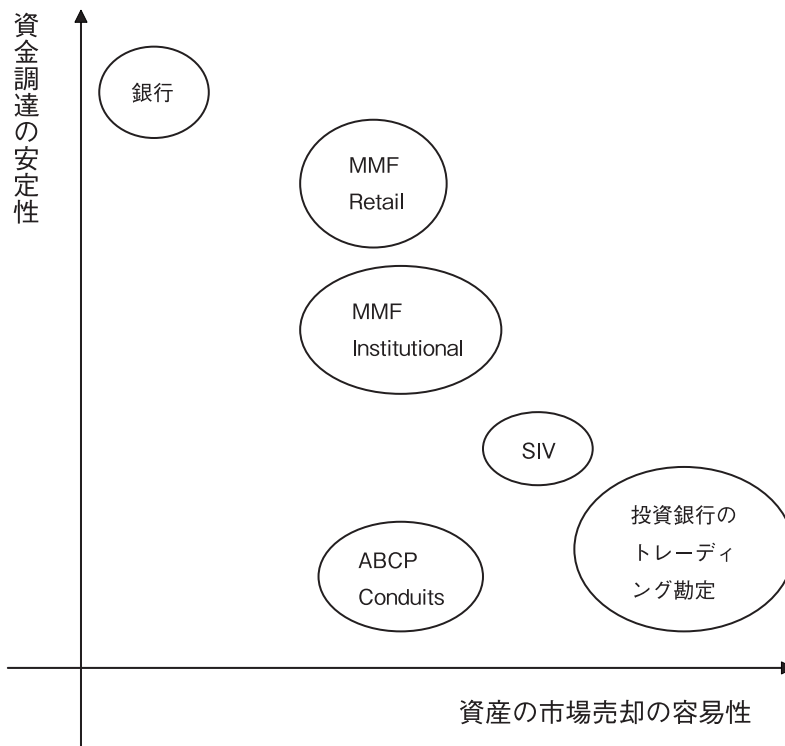 資金調達の安定性
銀行
MMF
Retail
MMF
Institutional
SIV
投資銀行の
トレーディ
ング勘定
ABCP
Conduits
資産の市場売却の容易性